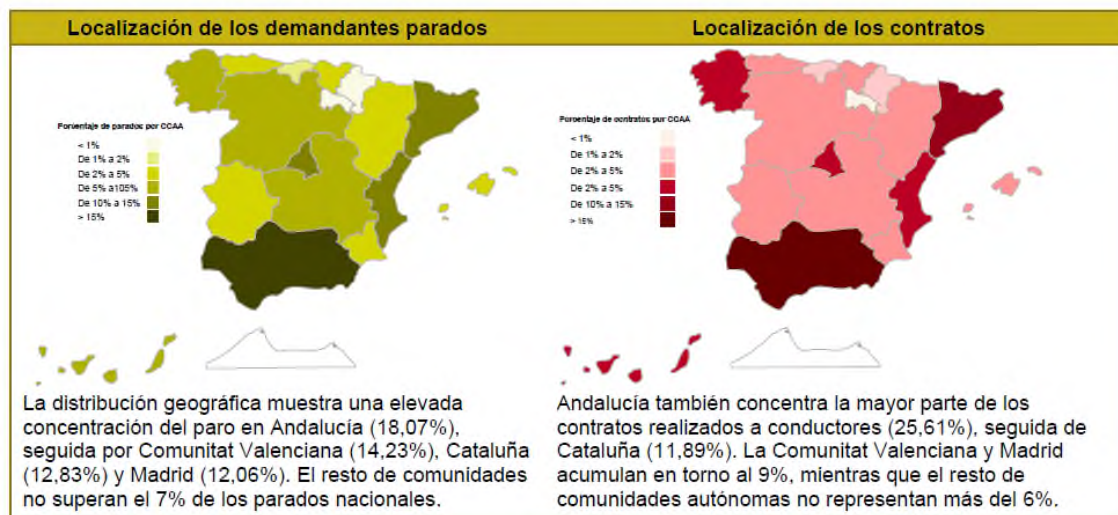 Localización de los demandantes parados
Porcentaje de parados por CCAA
< 1%
De 1% a 2%
De 2% a 5%
De 5% a105%
De 10% a 15%
> 15%
La distribución geográfica muestra una elevada
concentración del paro en Andalucía (18,07%),
seguida por Comunitat Valenciana (14,23%), Cataluña
(12,83%) y Madrid (12,06%). El resto de comunidades
no superan el 7% de los parados nacionales.
Localización de los contratos
Porcentaje de contratos por CCAA
< 1%
De 1% a 2%
De 2% a 5%
De 2% a 5%
De 10% a 15%
> 15%
Andalucía también concentra la mayor parte de los
contratos realizados a conductores (25,61%), seguida de
Cataluña (11,89%). La Comunitat Valenciana y Madrid
acumulan en torno al 9%, mientras que el resto de
comunidades autónomas no representan más del 6%.